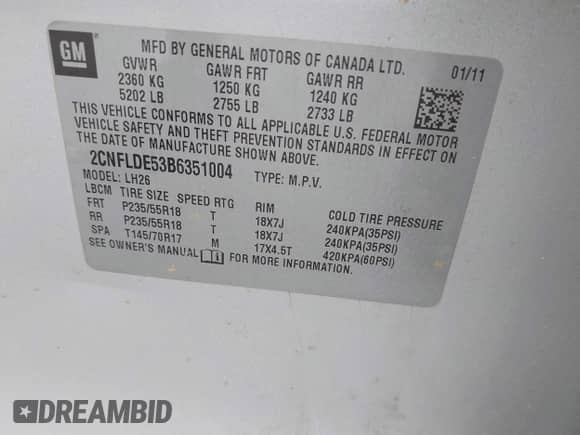 GM
MFD BY GENERAL MOTORS OF CANADA LTD.
01/11
GVWR GAWR FRT GAWR RR
2360 KG 1250 KG 1240 KG
5202 LB 2755 LB 2733 LB
THIS VEHICLE CONFORMS TO ALL APPLICABLE U.S. FEDERAL MOTOR
VEHICLE SAFETY AND THEFT PREVENTION STANDARDS IN EFFECT ON
THE DATE OF MANUFACTURE SHOWN ABOVE.
2CNFLDE53B6351004 TYPE: M.P.V.
MODEL: LH26
LBCM TIRE SIZE SPEED RTG RIM COLD TIRE PRESSURE
FRT P235/55R18 T 18X7J 240KPA(35PSI)
RR P235/55R18 T 18X7J 240KPA(35PSI)
SPA T145/70R17 M 17X4.5T 420KPA(60PSI)
SEE OWNER'S MANUAL FOR MORE INFORMATION.
DREAMBID